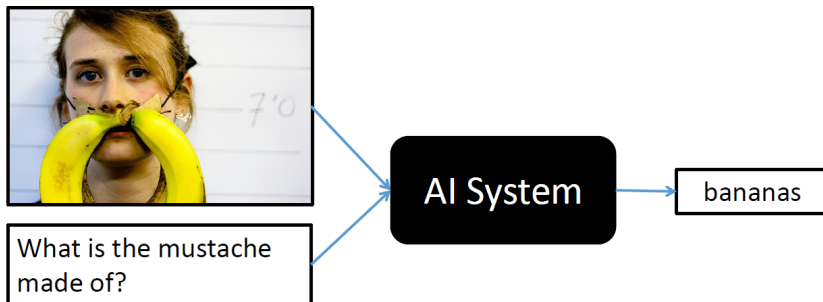 7'0
AI System
bananas
What is the mustache
made of?